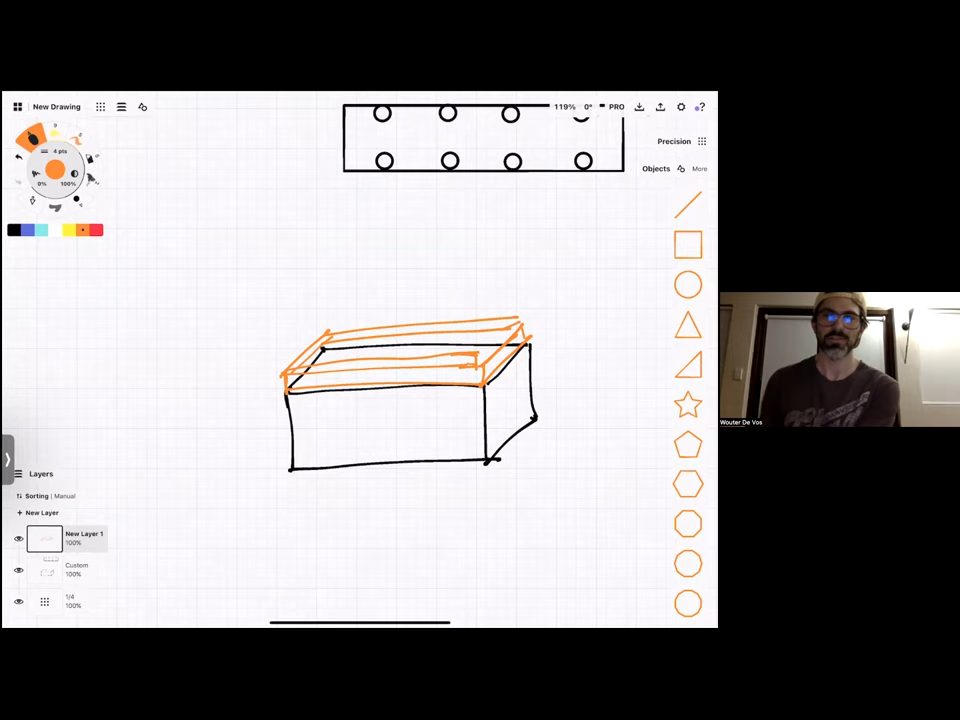 New Drawing
119% 0° PRO
?
Precision
Objects More
4 pts
0% 100%
Layers
Sorting | Manual
+ New Layer
New Layer 1
100%
Custom
100%
1/4
100%
Wouter De Vos